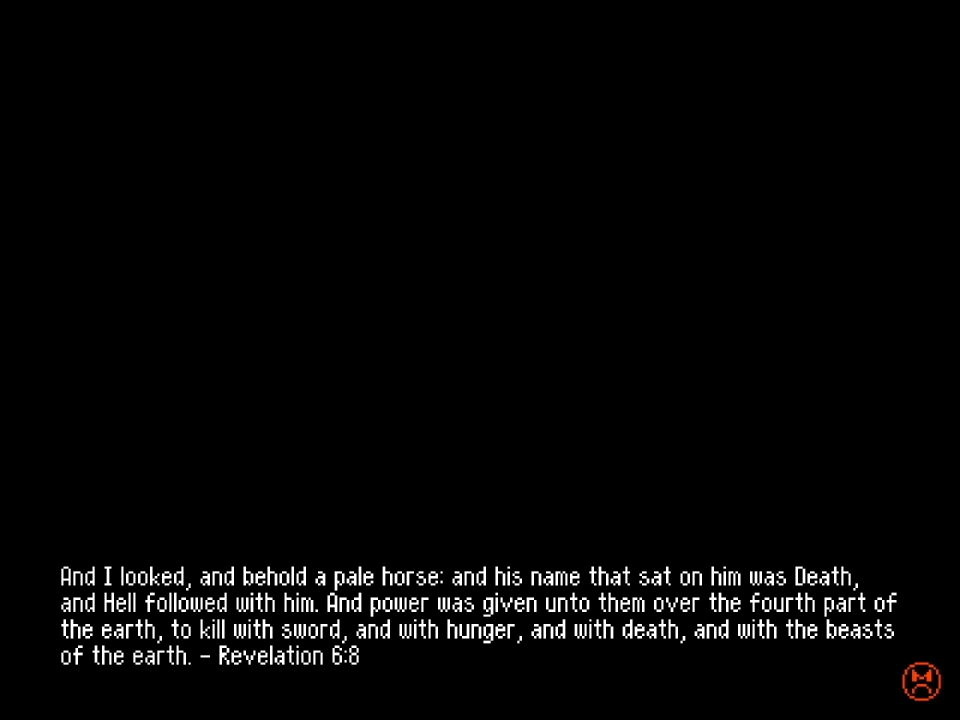 And I looked, and behold a pale horse: and his name that sat on him was Death,
and Hell followed with him. And power was given unto them over the fourth part of
the earth, to kill with sword, and with hunger, and with death, and with the beasts
of the earth. - Revelation 6:8